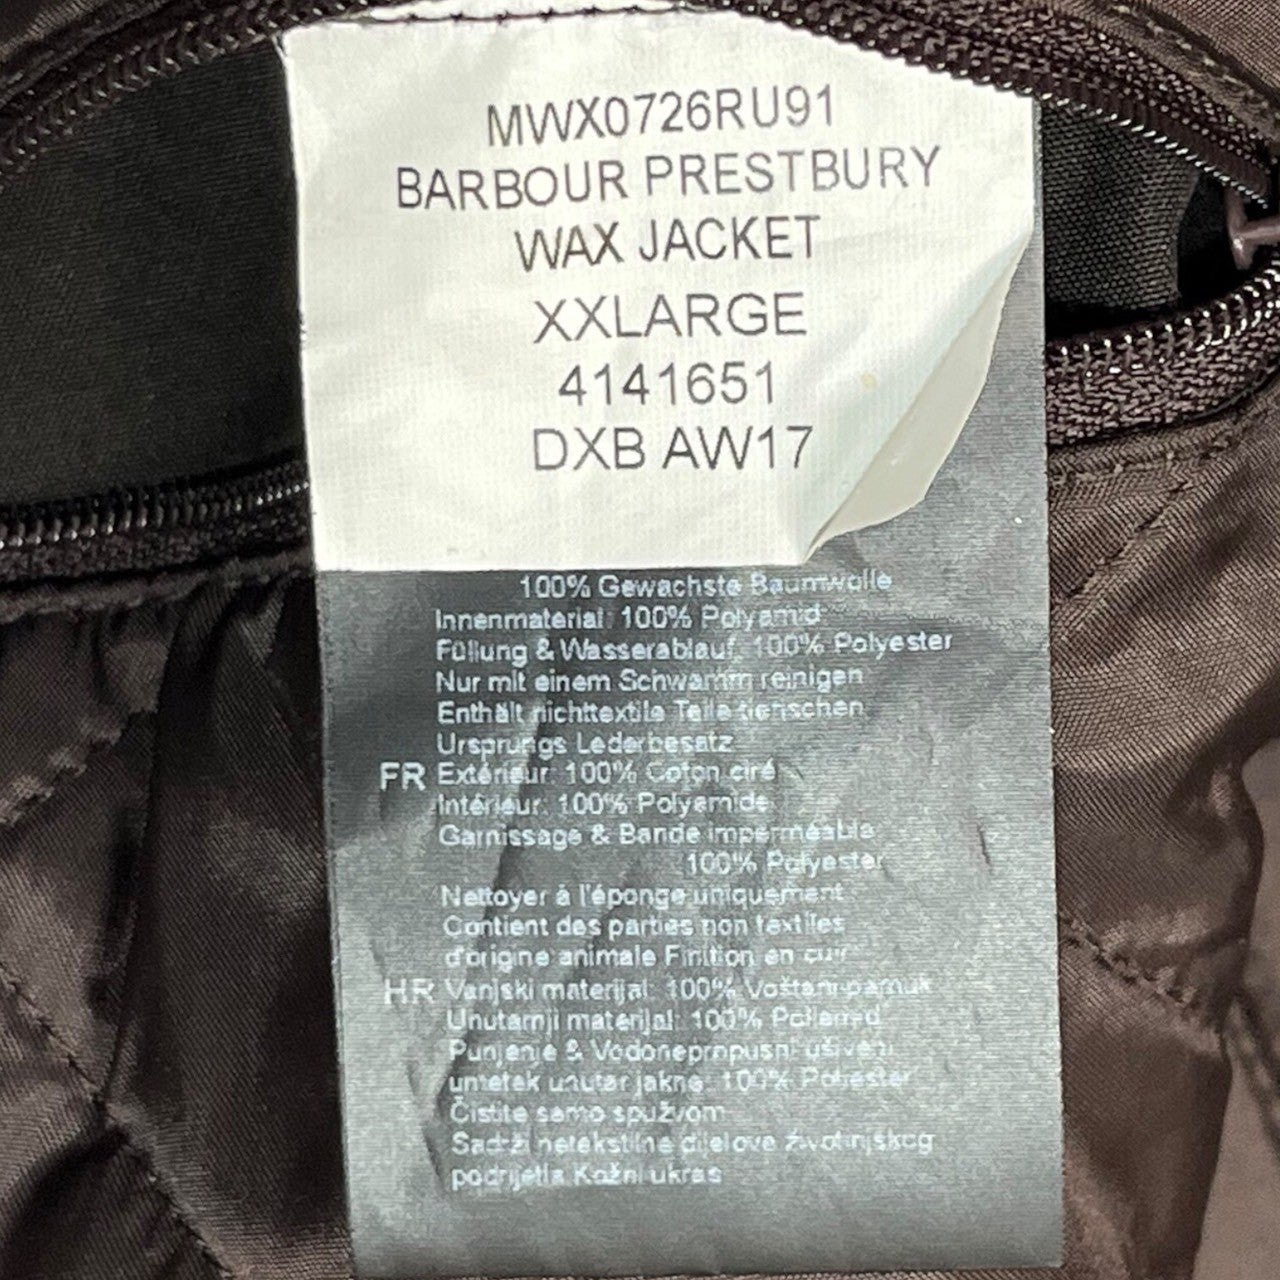 MWX0726RU91
BARBOUR PRESTBURY
WAX JACKET
XXLARGE
4141651
DXB AW17
100% Gewachste Baumwolle
Innenmaterial: 100% Polyamid
Füllung & Wasserablauf: 100% Polyester
Nur mit einem Schwamm reinigen
Enthält nichttextile Teile tierischen
Ursprungs Lederbesatz
FR Extérieur: 100% Coton ciré
Intérieur: 100% Polyamide
Garnissage & Bande imperméable
100% Polyester
Nettoyer à l'éponge uniquement
Contient des parties non textiles
d'origine animale Finition en cuir
HR Vanjski materijal: 100% Voštani pamuk
Unutarnji materijal: 100% Poliamid
Punjenje & Vodonepropusni ušiveni
umetek unutar jakne: 100% Poliester
Čistite samo spužvom
Sadrži netekstilne dijelove životinjskog
podrijetla Kožni ukras